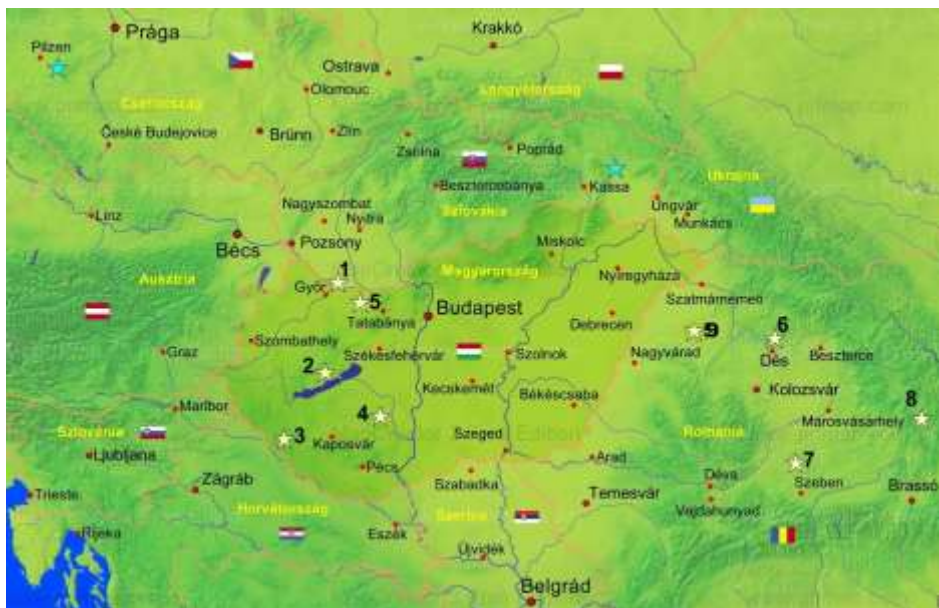 Prága
Krakkó
Pilzen
Ostrava
Olomouc
Lengyelország
Csehország
České Budejovice
Brünn
Zlín
Zsolna
Poprád
Besztercebánya
Kassa
Ukrajna
Ungvár
Munkács
Nagyszombat
Nyitra
Szlovákia
Linz
Bécs
Pozsony
Miskolc
Ausztria
1
Magyarország
Nyíregyháza
Győr
5
Szatmárnémeti
Tatabánya
Budapest
Debrecen
9
6
Szombathely
Székesfehérvár
Szolnok
Nagyvárad
Dés
Beszterce
Graz
2
Kecskemét
Kolozsvár
Maribor
Békéscsaba
4
Marosvásárhely
8
Szlovénia
3
Kaposvár
Szeged
Románia
Ljubljana
Pécs
Arad
7
Zágráb
Szabadka
Déva
Szeben
Trieste
Temesvár
Vajdahunyad
Brassó
Horvátország
Szerbia
Rijeka
Eszék
Újvidék
Belgrád